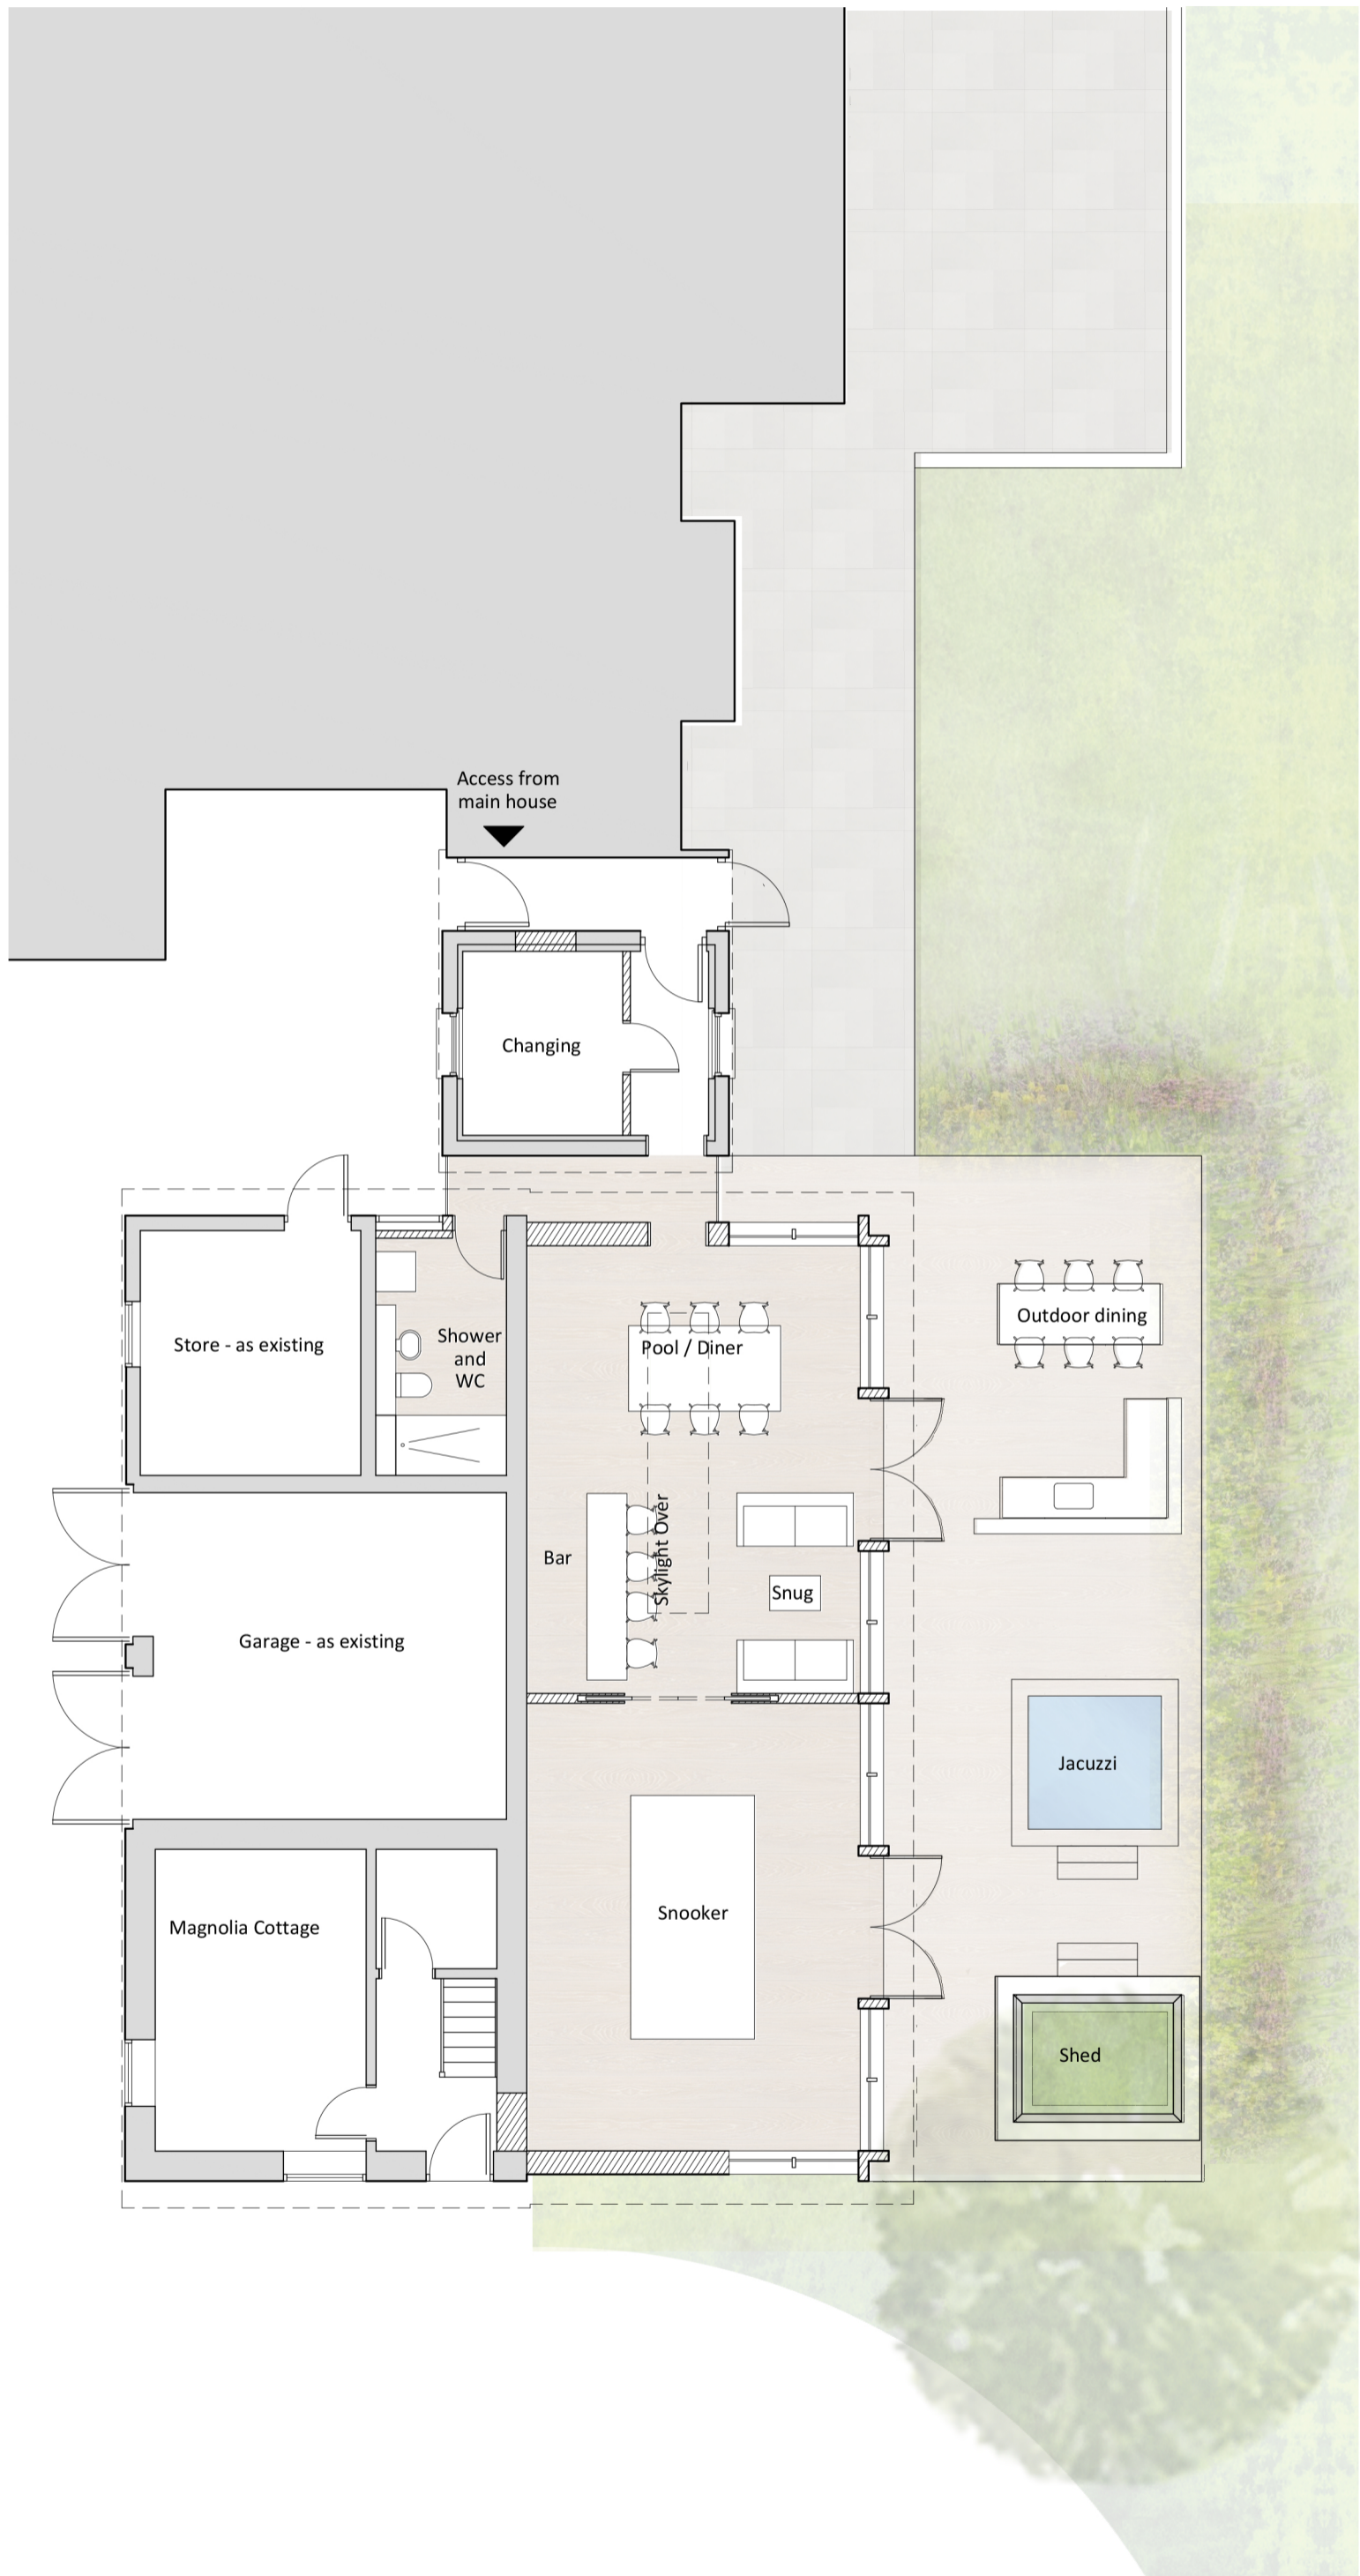 Access from
main house
Changing
Outdoor dining
Store - as existing
Shower
and
WC
Pool / Diner
Skylight Over
Bar
Snug
Garage - as existing
Jacuzzi
Magnolia Cottage
Snooker
Shed